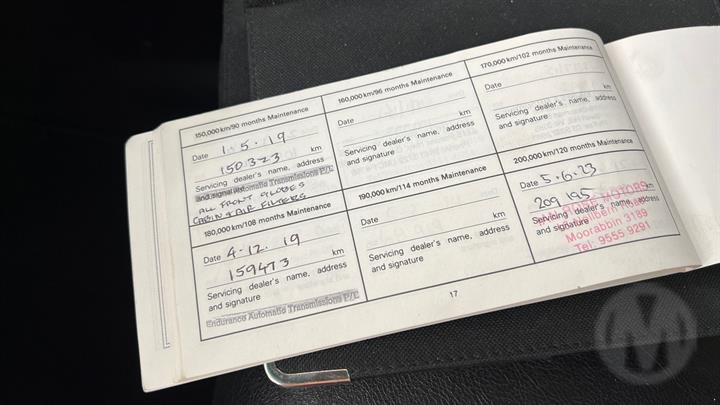 150,000 km/90 months Maintenance
Date 1.5.19
150323 km
Servicing dealer's name, address
and signature
Automatic Transmissions P/L
ALL FRONT GLOBES
CABIN & AIR FILTERS
160,000 km/96 months Maintenance
Date
km
Servicing dealer's name, address
and signature
170,000 km/102 months Maintenance
Date
km
Servicing dealer's name, address
and signature
180,000 km/108 months Maintenance
Date 4.12.19
159473 km
Servicing dealer's name, address
and signature
Endurance Automatic Transmissions P/L
190,000 km/114 months Maintenance
Date
km
Servicing dealer's name, address
and signature
200,000 km/120 months Maintenance
Date 5.6.23
209 195 km
MOTORS
Servicing dealer's name, address
and signature
Moorabbin 3189
Tel: 9555 9291
17
M